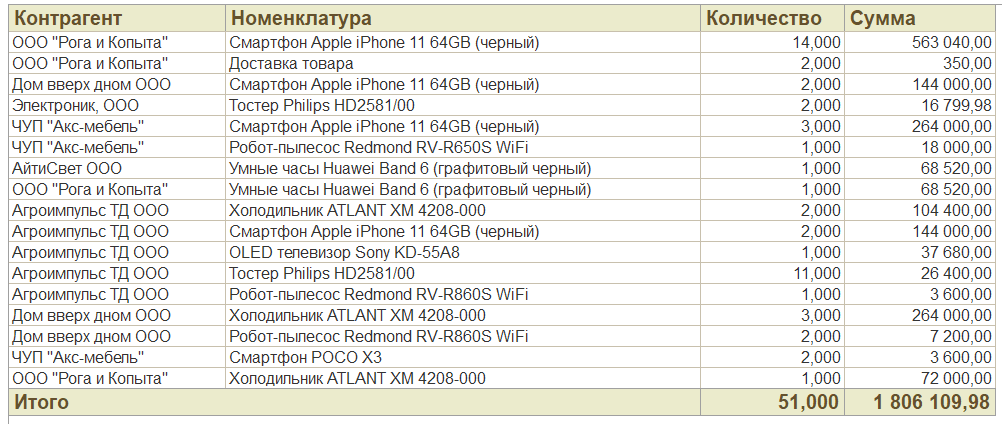 Контрагент Номенклатура Количество Сумма
ООО "Рога и Копыта" Смартфон Apple iPhone 11 64GB (черный) 14,000 563 040,00
ООО "Рога и Копыта" Доставка товара 2,000 350,00
Дом вверх дном ООО Смартфон Apple iPhone 11 64GB (черный) 2,000 144 000,00
Электроник, ООО Тостер Philips HD2581/00 2,000 16 799,98
ЧУП "Акс-мебель" Смартфон Apple iPhone 11 64GB (черный) 3,000 264 000,00
ЧУП "Акс-мебель" Робот-пылесос Redmond RV-R650S WiFi 1,000 18 000,00
АйтиСвет ООО Умные часы Huawei Band 6 (графитовый черный) 1,000 68 520,00
ООО "Рога и Копыта" Умные часы Huawei Band 6 (графитовый черный) 1,000 68 520,00
Агроимпульс ТД ООО Холодильник ATLANT ХМ 4208-000 2,000 104 400,00
Агроимпульс ТД ООО Смартфон Apple iPhone 11 64GB (черный) 2,000 144 000,00
Агроимпульс ТД ООО OLED телевизор Sony KD-55A8 1,000 37 680,00
Агроимпульс ТД ООО Тостер Philips HD2581/00 11,000 26 400,00
Агроимпульс ТД ООО Робот-пылесос Redmond RV-R860S WiFi 1,000 3 600,00
Дом вверх дном ООО Холодильник ATLANT ХМ 4208-000 3,000 264 000,00
Дом вверх дном ООО Робот-пылесос Redmond RV-R860S WiFi 2,000 7 200,00
ЧУП "Акс-мебель" Смартфон POCO X3 2,000 3 600,00
ООО "Рога и Копыта" Холодильник ATLANT ХМ 4208-000 1,000 72 000,00
Итого 51,000 1 806 109,98